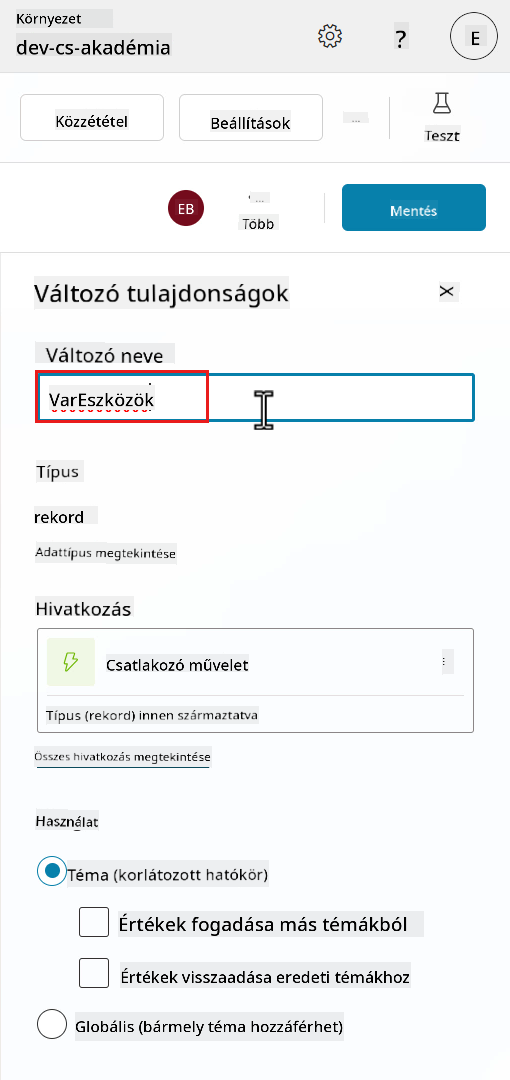 Környezet
dev-cs-akadémia
?
E
Közzététel
Beállítások
...
Teszt
EB
...
Több
Mentés
Változó tulajdonságok
Változó neve
VarEszközök
Típus
rekord
Adattípus megtekintése
Hivatkozás
Csatlakozó művelet
Típus (rekord) innen származtatva
Összes hivatkozás megtekintése
Használat
Téma (korlátozott hatókör)
Értékek fogadása más témákból
Értékek visszaadása eredeti témákhoz
Globális (bármely téma hozzáférhet)